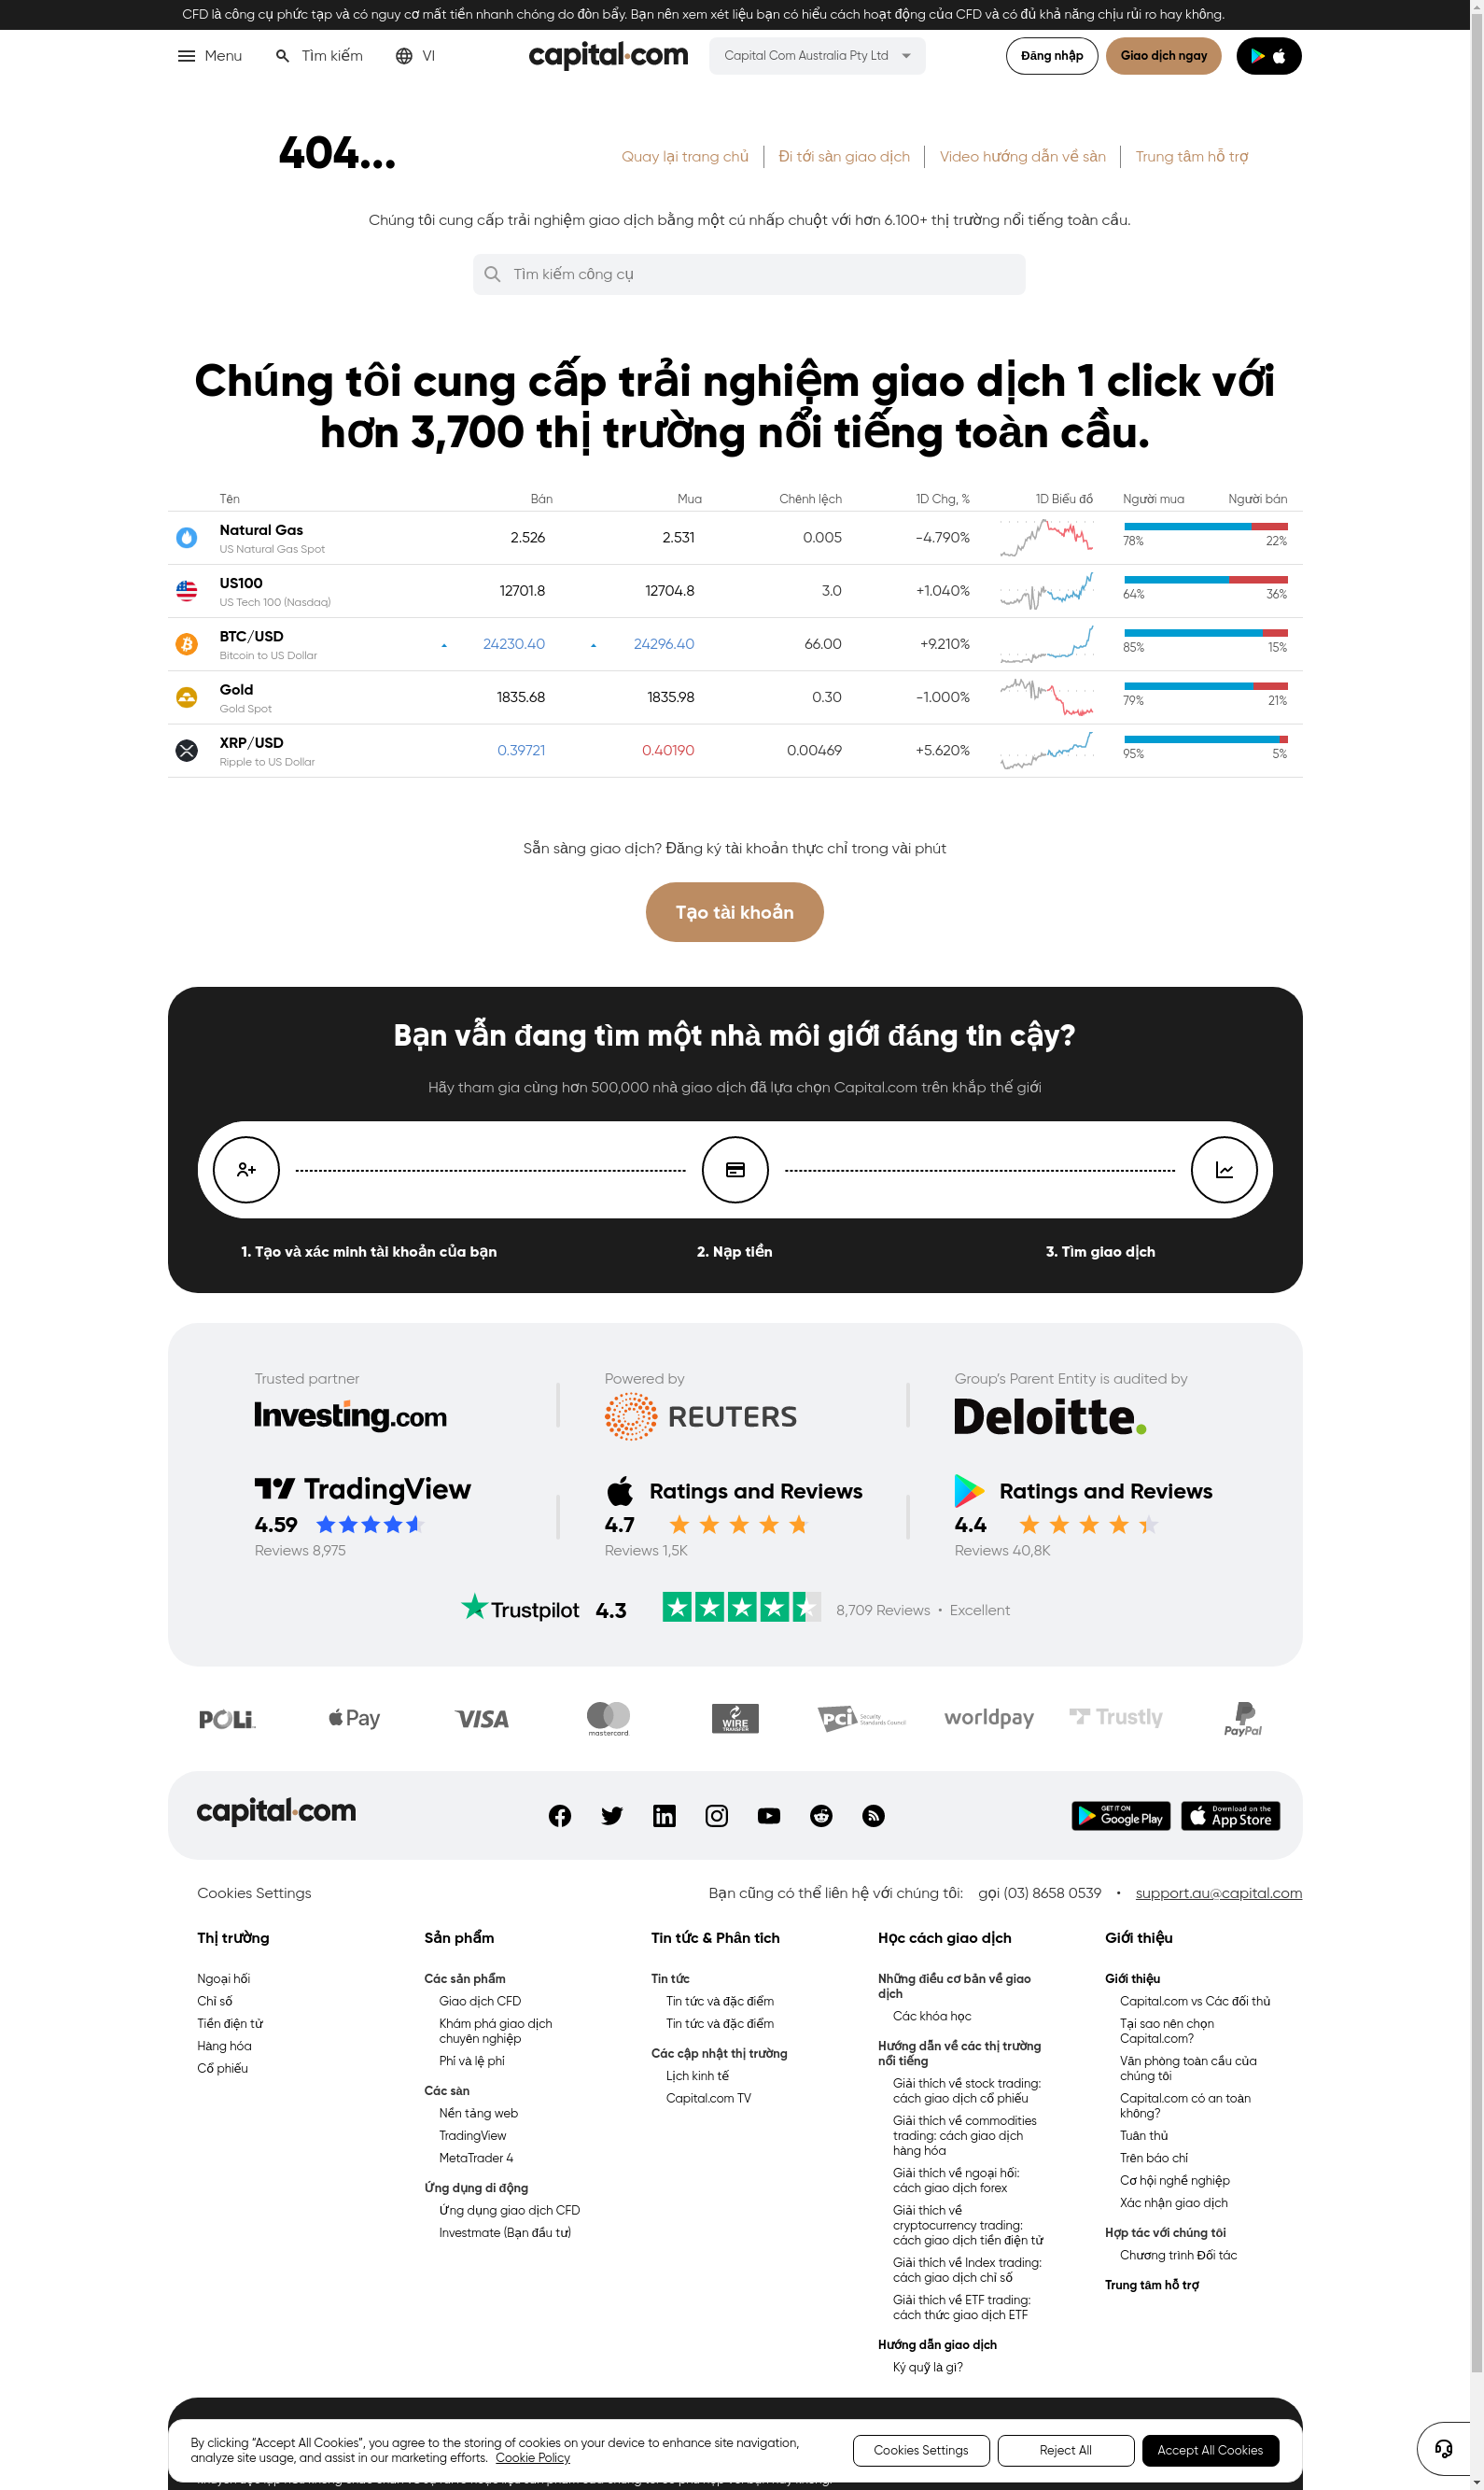 CFD là công cụ phức tạp và có nguy cơ mất tiền nhanh chóng do đòn bẩy. Bạn nên xem xét liệu bạn có hiểu cách hoạt động của CFD và có đủ khả năng chịu rủi ro hay không.
Menu Tìm kiếm VI capital.com Capital Com Australia Pty Ltd Đăng nhập Giao dịch ngay
404...
Quay lại trang chủ Đi tới sàn giao dịch Video hướng dẫn về sàn Trung tâm hỗ trợ
Chúng tôi cung cấp trải nghiệm giao dịch bằng một cú nhấp chuột với hơn 6.100+ thị trường nổi tiếng toàn cầu.
Tìm kiếm công cụ
Chúng tôi cung cấp trải nghiệm giao dịch 1 click với
hơn 3,700 thị trường nổi tiếng toàn cầu.
Tên Bán Mua Chênh lệch 1D Chg, % 1D Biểu đồ Người mua Người bán
Natural Gas 2.526 2.531 0.005 -4.790% 78% 22%
US Natural Gas Spot
US100 12701.8 12704.8 3.0 +1.040% 64% 36%
US Tech 100 (Nasdaq)
BTC/USD 24230.40 24296.40 66.00 +9.210% 85% 15%
Bitcoin to US Dollar
Gold 1835.68 1835.98 0.30 -1.000% 79% 21%
Gold Spot
XRP/USD 0.39721 0.40190 0.00469 +5.620% 95% 5%
Ripple to US Dollar
Sẵn sàng giao dịch? Đăng ký tài khoản thực chỉ trong vài phút
Tạo tài khoản
Bạn vẫn đang tìm một nhà môi giới đáng tin cậy?
Hãy tham gia cùng hơn 500,000 nhà giao dịch đã lựa chọn Capital.com trên khắp thế giới
1. Tạo và xác minh tài khoản của bạn 2. Nạp tiền 3. Tìm giao dịch
Trusted partner Powered by Group's Parent Entity is audited by
Investing.com REUTERS Deloitte.
TradingView Ratings and Reviews Ratings and Reviews
4.59 4.7 4.4
Reviews 8,975 Reviews 1,5K Reviews 40,8K
Trustpilot 4.3 8,709 Reviews • Excellent
POLi Pay VISA mastercard WIRE TRANSFER PCI Security Standards Council worldpay Trustly PayPal
capital.com GET IT ON Google Play Download on the App Store
Cookies Settings Bạn cũng có thể liên hệ với chúng tôi: gọi (03) 8658 0539 • support.au@capital.com
Thị trường
Ngoại hối
Chỉ số
Tiền điện tử
Hàng hóa
Cổ phiếu
Sản phẩm
Các sản phẩm
Giao dịch CFD
Khám phá giao dịch
chuyên nghiệp
Phí và lệ phí
Các sàn
Nền tảng web
TradingView
MetaTrader 4
Ứng dụng di động
Ứng dụng giao dịch CFD
Investmate (Bạn đầu tư)
Tin tức & Phân tích
Tin tức
Tin tức và đặc điểm
Tin tức và đặc điểm
Các cập nhật thị trường
Lịch kinh tế
Capital.com TV
Học cách giao dịch
Những điều cơ bản về giao
dịch
Các khóa học
Hướng dẫn về các thị trường
nổi tiếng
Giải thích về stock trading:
cách giao dịch cổ phiếu
Giải thích về commodities
trading: cách giao dịch
hàng hóa
Giải thích về ngoại hối:
cách giao dịch forex
Giải thích về
cryptocurrency trading:
cách giao dịch tiền điện tử
Giải thích về Index trading:
cách giao dịch chỉ số
Giải thích về ETF trading:
cách thức giao dịch ETF
Hướng dẫn giao dịch
Ký quỹ là gì?
Giới thiệu
Giới thiệu
Capital.com vs Các đối thủ
Tại sao nên chọn
Capital.com?
Văn phòng toàn cầu của
chúng tôi
Capital.com có an toàn
không?
Tuân thủ
Trên báo chí
Cơ hội nghề nghiệp
Xác nhận giao dịch
Hợp tác với chúng tôi
Chương trình Đối tác
Trung tâm hỗ trợ
By clicking “Accept All Cookies”, you agree to the storing of cookies on your device to enhance site navigation,
analyze site usage, and assist in our marketing efforts. Cookie Policy
Cookies Settings Reject All Accept All Cookies